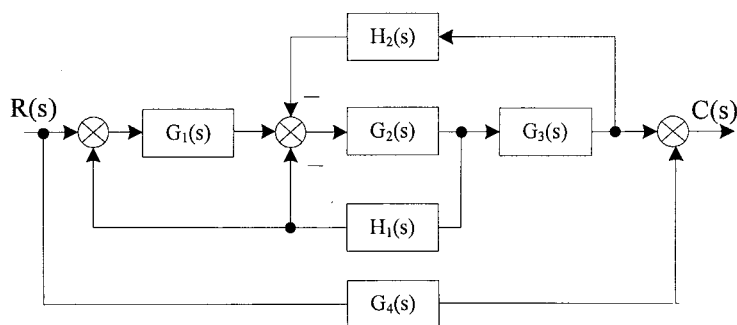 H₂(s)
R(s)
G₁(s)
G₂(s)
G₃(s)
C(s)
H₁(s)
G₄(s)